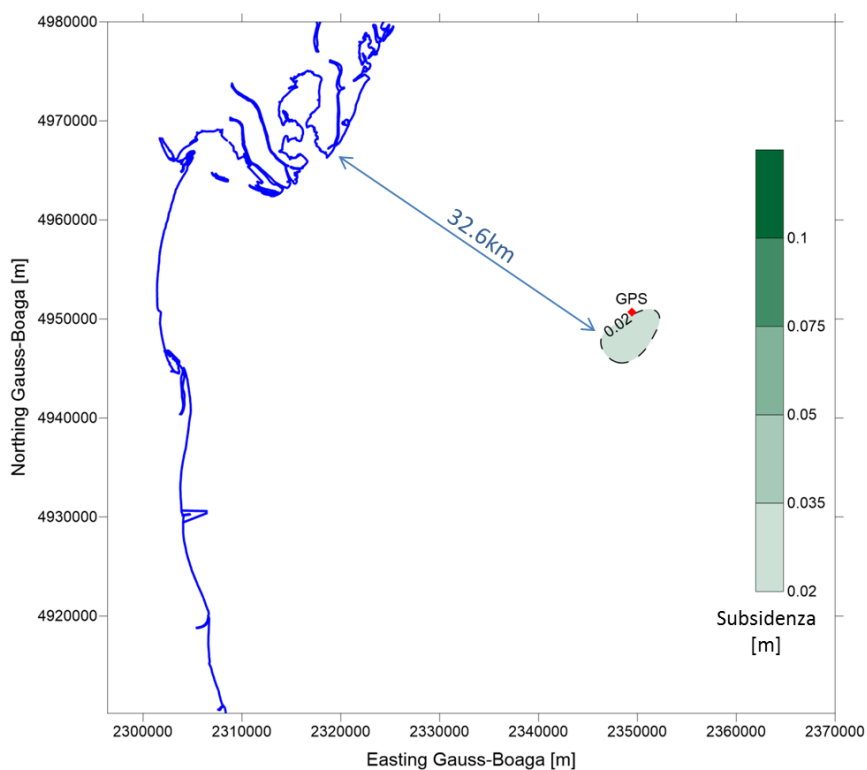 4980000
4970000
4960000
4950000
4940000
4930000
4920000
Northing Gauss-Boaga [m]
32.6km
GPS
0.02
0.1
0.075
0.05
0.035
0.02
Subsidenza
[m]
2300000 2310000 2320000 2330000 2340000 2350000 2360000 2370000
Easting Gauss-Boaga [m]